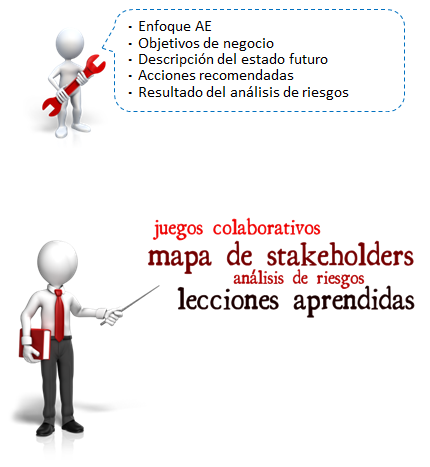 - Enfoque AE
- Objetivos de negocio
- Descripción del estado futuro
- Acciones recomendadas
- Resultado del análisis de riesgos
juegos colaborativos
mapa de stakeholders
análisis de riesgos
lecciones aprendidas